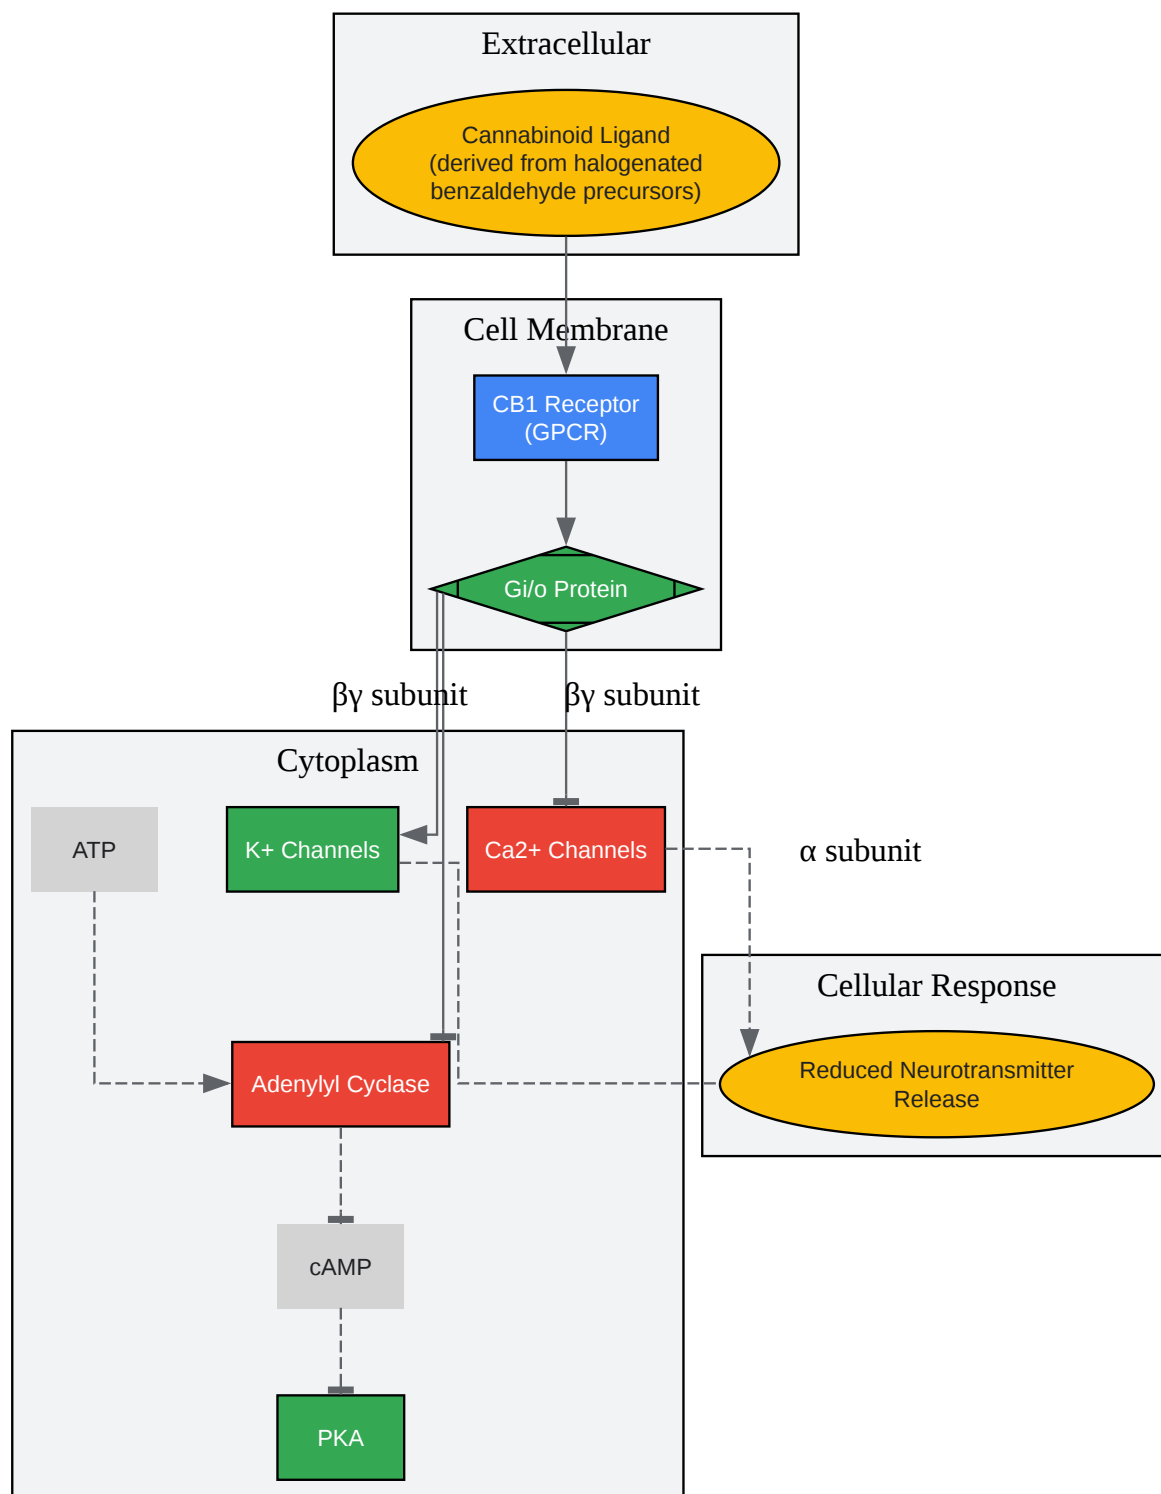 Extracellular
Cannabinoid Ligand
(derived from halogenated
benzaldehyde precursors)
Cell Membrane
CB1 Receptor
(GPCR)
Gi/o Protein
βγ subunit
βγ subunit
Cytoplasm
ATP
K+ Channels
Ca2+ Channels
α subunit
Cellular Response
Adenylyl Cyclase
Reduced Neurotransmitter
Release
cAMP
PKA